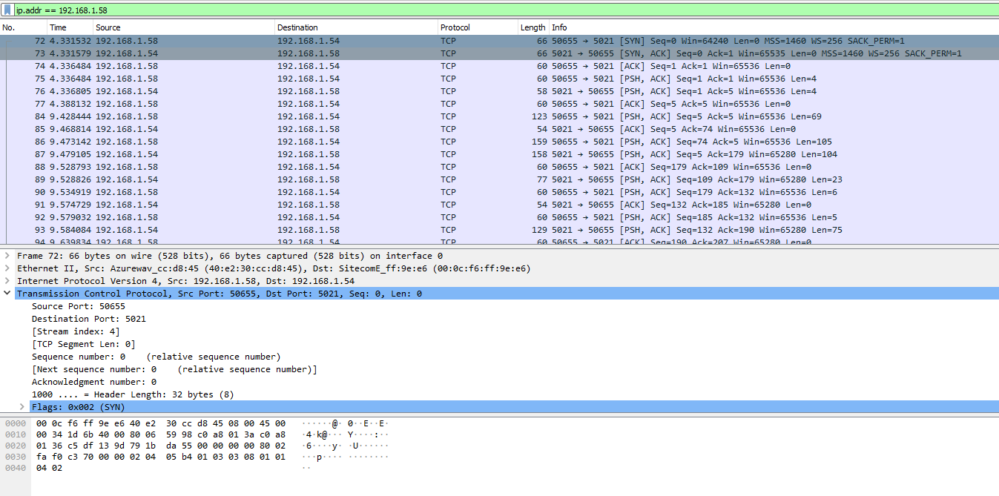 ip.addr == 192.168.1.58
No. Time Source Destination Protocol Length Info
72 4.331532 192.168.1.58 192.168.1.54 TCP 66 50655 → 5021 [SYN] Seq=0 Win=64240 Len=0 MSS=1460 WS=256 SACK_PERM=1
73 4.331579 192.168.1.54 192.168.1.58 TCP 66 5021 → 50655 [SYN, ACK] Seq=0 Ack=1 Win=65535 Len=0 MSS=1460 WS=256 SACK_PERM=1
74 4.336484 192.168.1.58 192.168.1.54 TCP 60 50655 → 5021 [ACK] Seq=1 Ack=1 Win=65536 Len=0
75 4.336484 192.168.1.58 192.168.1.54 TCP 60 50655 → 5021 [PSH, ACK] Seq=1 Ack=1 Win=65536 Len=4
76 4.336805 192.168.1.54 192.168.1.58 TCP 58 5021 → 50655 [PSH, ACK] Seq=1 Ack=5 Win=65536 Len=4
77 4.388132 192.168.1.58 192.168.1.54 TCP 60 50655 → 5021 [ACK] Seq=5 Ack=5 Win=65536 Len=0
84 9.428444 192.168.1.58 192.168.1.54 TCP 123 50655 → 5021 [PSH, ACK] Seq=5 Ack=5 Win=65536 Len=69
85 9.468814 192.168.1.54 192.168.1.58 TCP 54 5021 → 50655 [ACK] Seq=5 Ack=74 Win=65536 Len=0
86 9.473142 192.168.1.58 192.168.1.54 TCP 159 50655 → 5021 [PSH, ACK] Seq=74 Ack=5 Win=65536 Len=105
87 9.479105 192.168.1.54 192.168.1.58 TCP 158 5021 → 50655 [PSH, ACK] Seq=5 Ack=179 Win=65280 Len=104
88 9.528793 192.168.1.58 192.168.1.54 TCP 60 50655 → 5021 [ACK] Seq=179 Ack=109 Win=65536 Len=0
89 9.528826 192.168.1.54 192.168.1.58 TCP 77 5021 → 50655 [PSH, ACK] Seq=109 Ack=179 Win=65280 Len=23
90 9.534919 192.168.1.58 192.168.1.54 TCP 60 50655 → 5021 [PSH, ACK] Seq=179 Ack=132 Win=65536 Len=6
91 9.574729 192.168.1.54 192.168.1.58 TCP 54 5021 → 50655 [ACK] Seq=132 Ack=185 Win=65280 Len=0
92 9.579032 192.168.1.58 192.168.1.54 TCP 60 50655 → 5021 [PSH, ACK] Seq=185 Ack=132 Win=65536 Len=5
93 9.584084 192.168.1.54 192.168.1.58 TCP 129 5021 → 50655 [PSH, ACK] Seq=132 Ack=190 Win=65280 Len=75
94 9.639834 192.168.1.58 192.168.1.54 TCP 60 50655 → 5021 [ACK] Seq=190 Ack=207 Win=65280 Len=0
Frame 72: 66 bytes on wire (528 bits), 66 bytes captured (528 bits) on interface 0
Ethernet II, Src: Azurewav_cc:d8:45 (40:e2:30:cc:d8:45), Dst: SitecomE_ff:9e:e6 (00:0c:f6:ff:9e:e6)
Internet Protocol Version 4, Src: 192.168.1.58, Dst: 192.168.1.54
Transmission Control Protocol, Src Port: 50655, Dst Port: 5021, Seq: 0, Len: 0
Source Port: 50655
Destination Port: 5021
[Stream index: 4]
[TCP Segment Len: 0]
Sequence number: 0 (relative sequence number)
[Next sequence number: 0 (relative sequence number)]
Acknowledgment number: 0
1000 .... = Header Length: 32 bytes (8)
Flags: 0x002 (SYN)
0000 00 0c f6 ff 9e e6 40 e2 30 cc d8 45 08 00 45 00 ······@· 0··E··E·
0010 00 34 1d 6b 40 00 80 06 59 98 c0 a8 01 3a c0 a8 ·4·k@··· Y····:··
0020 01 36 c5 df 13 9d 79 1b da 55 00 00 00 00 80 02 ·6····y· ·U······
0030 fa f0 c3 70 00 00 02 04 05 b4 01 03 03 08 01 01 ···p···· ········
0040 04 02 ··